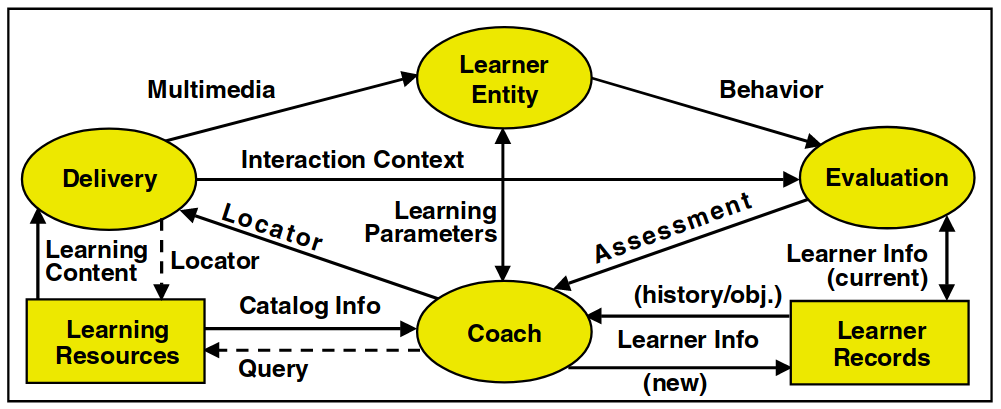 Learner
Entity
Multimedia
Behavior
Interaction Context
Delivery
Evaluation
Learning
Parameters
Locator
Assessment
Learning
Content
Locator
Learner Info
(current)
Catalog Info
(history/obj.)
Learning
Resources
Coach
Learner Info
Learner
Records
Query
(new)